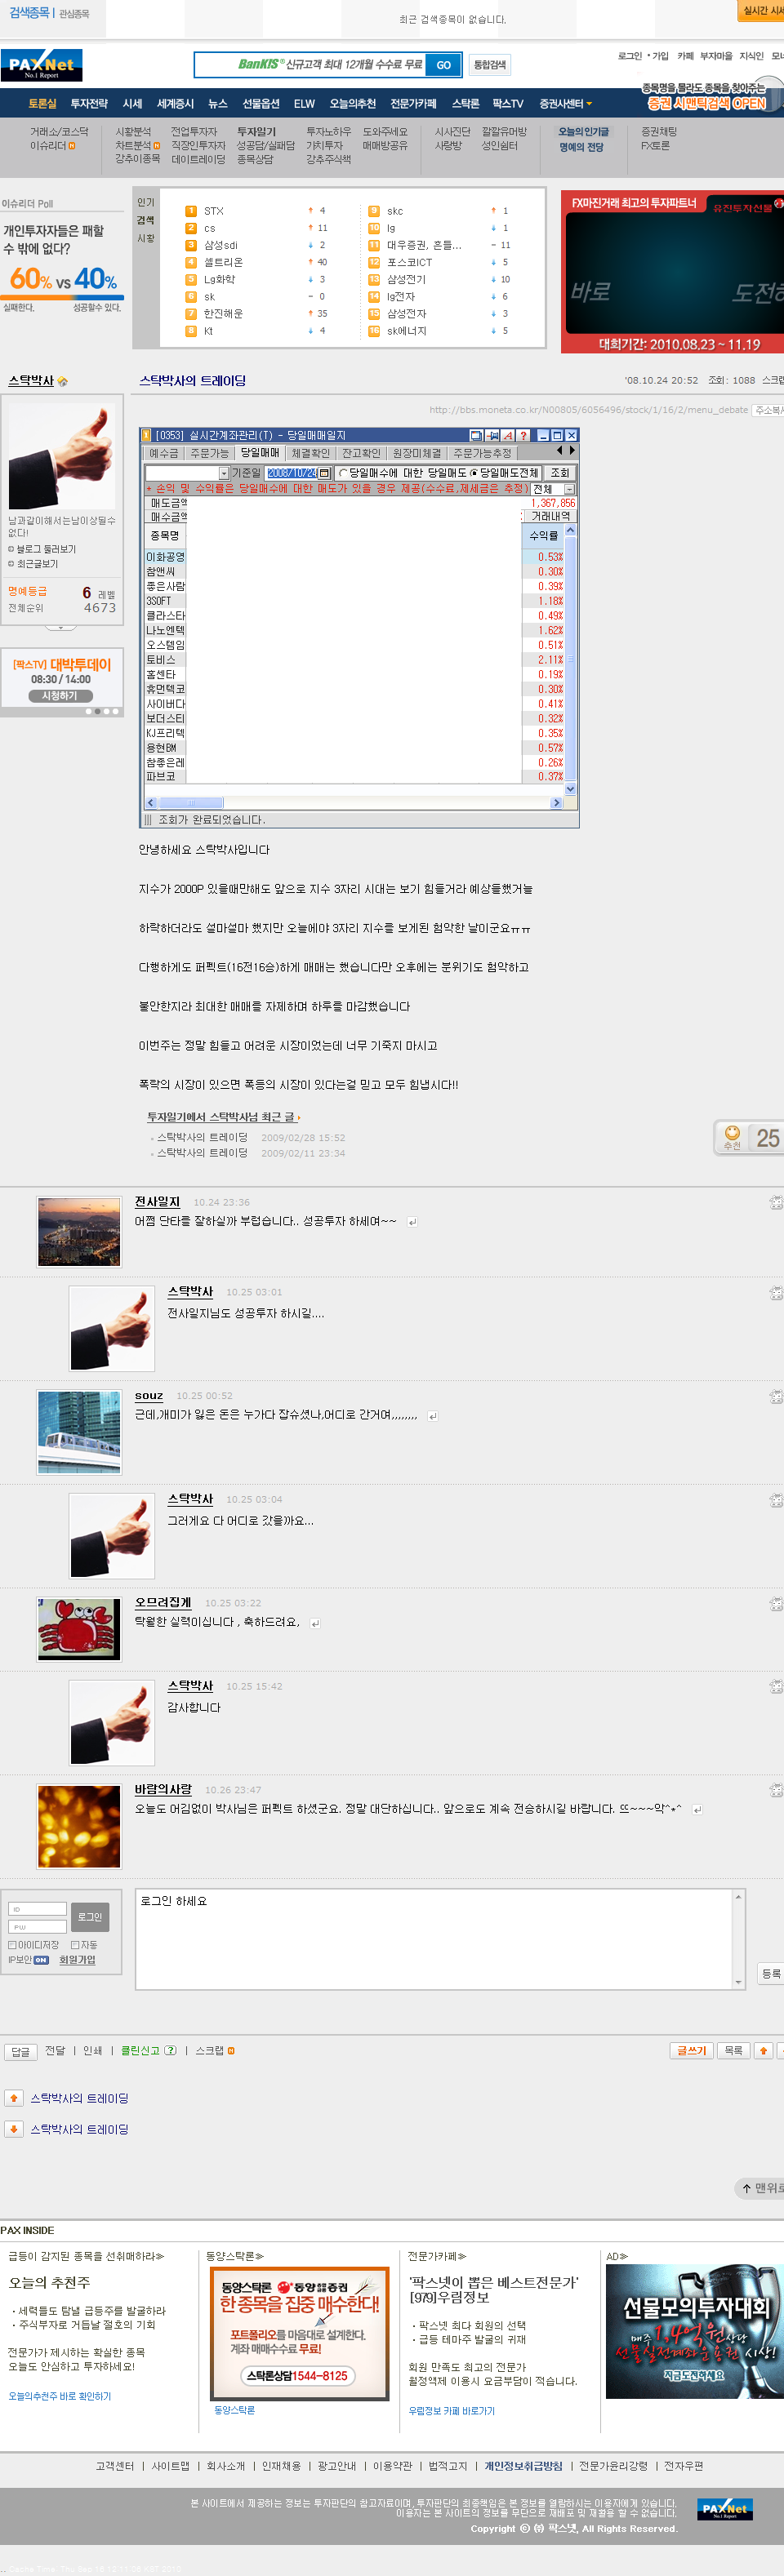 검색종목 | 관심종목
최근 검색종목이 없습니다.
실시간 시세
PAXNet
No.1 Report
BanKIS 신규고객 최대 12개월 수수료 무료 GO 통합검색
로그인 · 가입 카페 부자마을 지식인 모네
종목명을 몰라도 종목을 찾아주는
증권 시맨틱검색 OPEN
토론실 투자전략 시세 세계증시 뉴스 선물옵션 ELW 오늘의추천 전문가카페 스탁론 팍스TV 증권사센터
거래소/코스닥 시황분석 전업투자자 투자일기 투자노하우 도와주세요 시사진단 깔깔유머방 오늘의 인기글 증권채팅
이슈리더 차트분석 직장인투자자 성공담/실패담 가치투자 매매방공유 사랑방 성인쉼터 명예의 전당 FX토론
강추이종목 데이트레이딩 종목상담 강추주식책
이슈리더 Poll
개인투자자들은 패할
수 밖에 없다?
60% vs 40%
실패한다. 성공할수 있다.
인기
검색
시황
1 STX ↑ 4
2 cs ↑ 11
3 삼성sdi ↓ 2
4 셀트리온 ↑ 40
5 Lg화학 ↓ 3
6 sk − 0
7 한진해운 ↑ 35
8 Kt ↓ 4
9 skc ↑ 1
10 lg ↓ 1
11 대우증권, 흔들... − 11
12 포스코ICT ↓ 5
13 삼성전기 ↓ 10
14 lg전자 ↓ 6
15 삼성전자 ↓ 3
16 sk에너지 ↓ 5
FX마진거래 최고의 투자파트너 유진투자선물
바로 도전하
대회기간: 2010.08.23 ~ 11.19
스탁박사
남과같이해서는남이상될수
없다!
블로그 둘러보기
최근글보기
명예등급 6 레벨
전체순위 4673
[팍스TV] 대박투데이
08:30 / 14:00
시청하기
스탁박사의 트레이딩 '08.10.24 20:52 조회: 1088 스크랩
http://bbs.moneta.co.kr/N00805/6056496/stock/1/16/2/menu_debate 주소복사
[0353] 실시간계좌관리(T) - 당일매매일지
예수금 주문가능 당일매매 체결확인 잔고확인 원장미체결 주문가능추정
기준일 2008/10/24 당일매수에 대한 당일매도 당일매도전체 조회
* 손익 및 수익률은 당일매수에 대한 매도가 있을 경우 제공(수수료,제세금은 추정) 전체
매도금액 1,367,856
매수금액 거래내역
종목명 수익률
이화공영 0.53%
참앤씨 0.30%
좋은사람 0.39%
3SOFT 1.18%
클라스타 0.49%
나노엔텍 1.62%
오스템임 0.51%
토비스 2.11%
홈센타 0.19%
휴먼텍코 0.30%
사이버다 0.41%
보더스티 0.32%
KJ프리텍 0.35%
용현BM 0.57%
참좋은레 0.26%
파브코 0.37%
조회가 완료되었습니다.
안녕하세요 스탁박사입니다
지수가 2000P 있을때만해도 앞으로 지수 3자리 시대는 보기 힘들거라 예상들했거늘
하락하더라도 설마설마 했지만 오늘에야 3자리 지수를 보게된 험악한 날이군요ㅠㅠ
다행하게도 퍼펙트(16전16승)하게 매매는 했습니다만 오후에는 분위기도 험악하고
불안한지라 최대한 매매를 자제하며 하루를 마감했습니다
이번주는 정말 힘들고 어려운 시장이었는데 너무 기죽지 마시고
폭락의 시장이 있으면 폭등의 시장이 있다는걸 믿고 모두 힘냅시다!!
투자일기에서 스탁박사님 최근 글
스탁박사의 트레이딩 2009/02/28 15:52
스탁박사의 트레이딩 2009/02/11 23:34
추천 25
전사일지 10.24 23:36
어쩜 단타를 잘하실까 부럽습니다.. 성공투자 하세여~~
스탁박사 10.25 03:01
전사일지님도 성공투자 하시길....
souz 10.25 00:52
근데,개미가 잃은 돈은 누가다 잡슈셨나,어디로 간거여,,,,,,,,
스탁박사 10.25 03:04
그러게요 다 어디로 갔을까요...
오므려집게 10.25 03:22
탁월한 실력이십니다 , 축하드려요,
스탁박사 10.25 15:42
감사합니다
바람의사랑 10.26 23:47
오늘도 어김없이 박사님은 퍼펙트 하셨군요. 정말 대단하십니다.. 앞으로도 계속 전승하시길 바랍니다. 뜨~~~악^*^
ID
PW
로그인
아이디저장 자동
IP보안 ON 회원가입
로그인 하세요
등록
답글 전달 | 인쇄 | 클린신고 ? | 스크랩
글쓰기 목록
스탁박사의 트레이딩
스탁박사의 트레이딩
↑ 맨위로
PAX INSIDE
급등이 감지된 종목을 선취매하라≫
오늘의 추천주
· 세력들도 탐낼 급등주를 발굴하라
· 주식부자로 거듭날 절호의 기회
전문가가 제시하는 확실한 종목
오늘도 안심하고 투자하세요!
오늘의추천주 바로 확인하기
동양스탁론≫
동양스탁론 동양종합금융증권
한 종목을 집중 매수한다!
포트폴리오를 마음대로 설계한다.
계좌 매매수수료 무료!
스탁론상담1544-8125
동양스탁론
전문가카페≫
'팍스넷이 뽑은 베스트전문가'
[979]우림정보
· 팍스넷 최다 회원의 선택
· 급등 테마주 발굴의 귀재
회원 만족도 최고의 전문가
월정액제 이용시 요금부담이 적습니다.
우림정보 카페 바로가기
AD≫
선물모의투자대회
매주 1,4억원상당
선물실전계좌운용권 시상!
지금도전하세요
고객센터 | 사이트맵 | 회사소개 | 인재채용 | 광고안내 | 이용약관 | 법적고지 | 개인정보취급방침 | 전문가윤리강령 | 전자우편
본 사이트에서 제공하는 정보는 투자판단의 참고자료이며, 투자판단의 최종책임은 본 정보를 열람하시는 이용자에게 있습니다.
이용자는 본 사이트의 정보를 무단으로 재배포 및 재활용 할 수 없습니다.
Copyright ⓒ ㈜ 팍스넷, All Rights Reserved.
PAXNet
No.1 Report